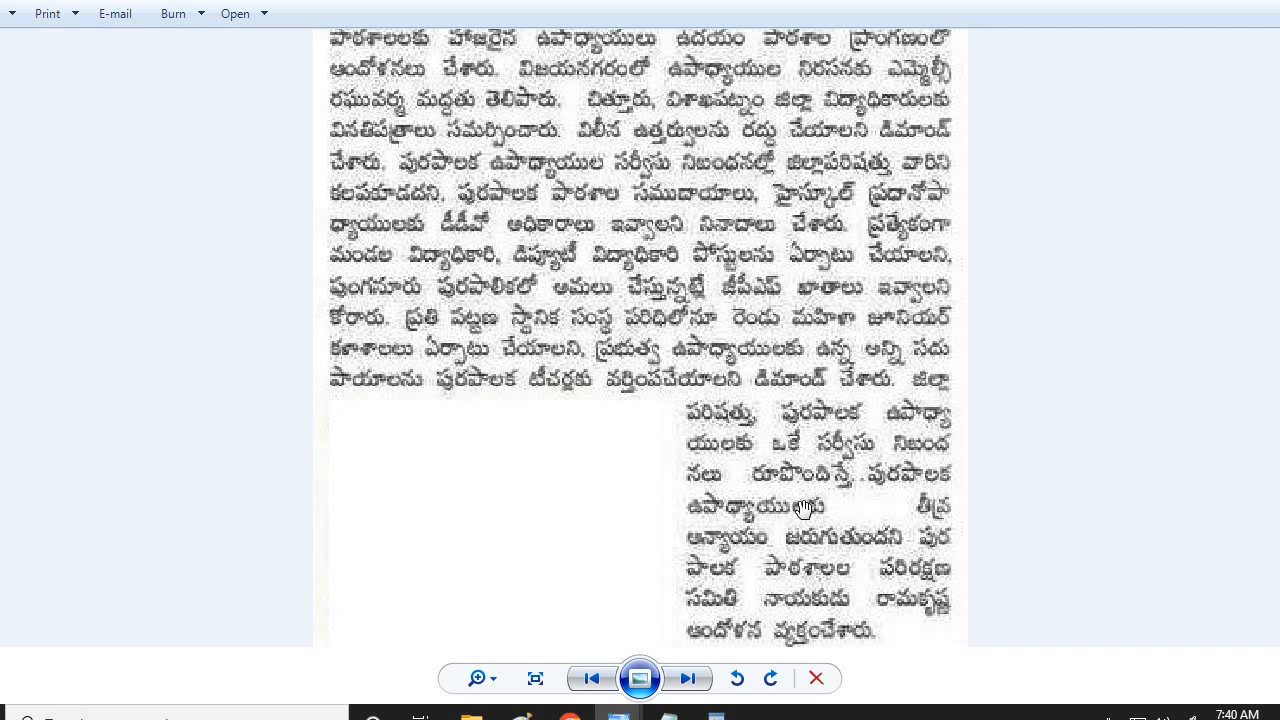 Print E-mail Burn Open
పాఠశాలలకు హాజరైన ఉపాధ్యాయులు ఉదయం పాఠశాల ప్రాంగణంలో
ఆందోళనలు చేశారు. విజయనగరంలో ఉపాధ్యాయుల నిరసనకు ఎమ్మెల్సీ
రఘువర్మ మద్దతు తెలిపారు. చిత్తూరు, విశాఖపట్నం జిల్లా విద్యాధికారులకు
వినతిపత్రాలు సమర్పించారు. విలీన ఉత్తర్వులను రద్దు చేయాలని డిమాండ్
చేశారు. పురపాలక ఉపాధ్యాయుల సర్వీసు నిబంధనల్లో జిల్లాపరిషత్తు వారిని
కలపకూడదని, పురపాలక పాఠశాల సముదాయాలు, హైస్కూల్ ప్రధానోపా
ధ్యాయులకు డీడీవో అధికారాలు ఇవ్వాలని నినాదాలు చేశారు. ప్రత్యేకంగా
మండల విద్యాధికారి, డిప్యూటీ విద్యాధికారి పోస్టులను ఏర్పాటు చేయాలని,
పుంగనూరు పురపాలికలో అమలు చేస్తున్నట్లే జీపీఎఫ్ ఖాతాలు ఇవ్వాలని
కోరారు. ప్రతి పట్టణ స్థానిక సంస్థ పరిధిలోనూ రెండు మహిళా జూనియర్
కళాశాలలు ఏర్పాటు చేయాలని, ప్రభుత్వ ఉపాధ్యాయులకు ఉన్న అన్ని సదు
పాయాలను పురపాలక టీచర్లకు వర్తింపచేయాలని డిమాండ్ చేశారు. జిల్లా
పరిషత్తు, పురపాలక ఉపాధ్యా
యులకు ఒకే సర్వీసు నిబంధ
నలు రూపొందిస్తే..పురపాలక
ఉపాధ్యాయులకు తీవ్ర
అన్యాయం జరుగుతుందని పుర
పాలక పాఠశాలల పరిరక్షణ
సమితి నాయకుడు రామకృష్ణ
ఆందోళన వ్యక్తంచేశారు.
7:40 AM